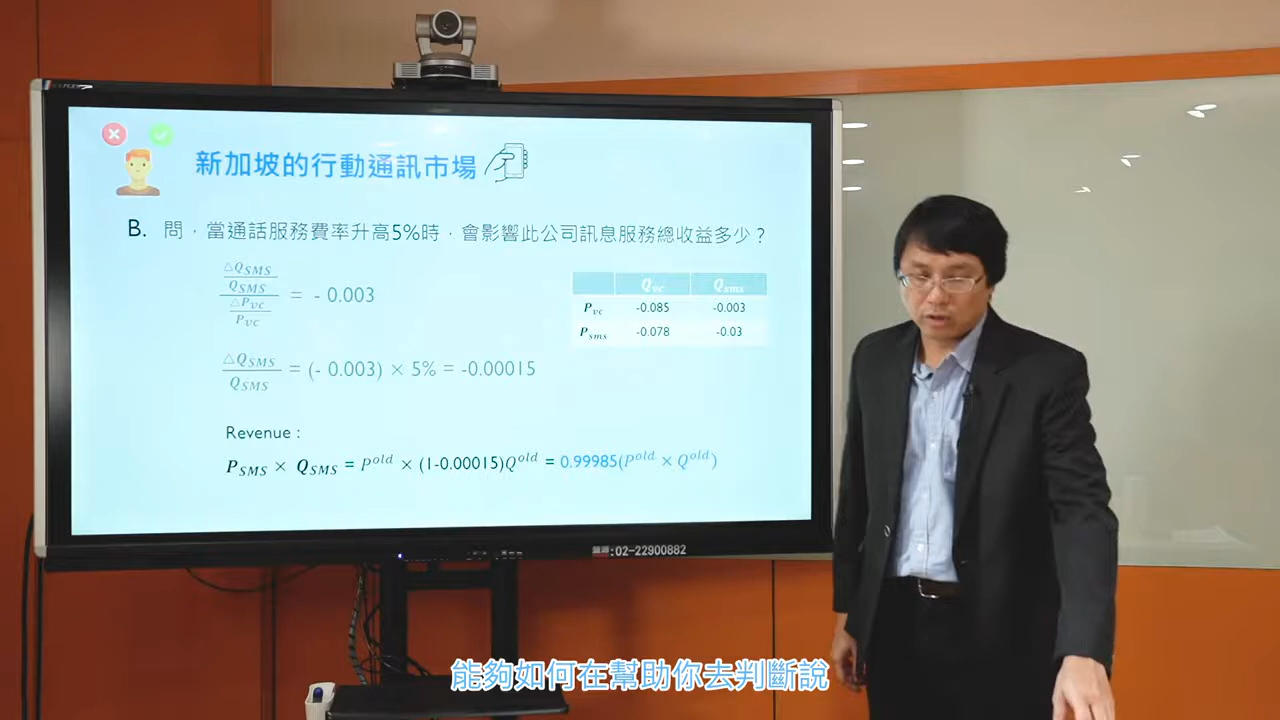 新加坡的行動通訊市場
B. 問,當通話服務費率升高5%時,會影響此公司訊息服務總收益多少?
△Q_SMS / Q_SMS
△P_vc / P_vc
= - 0.003
Q_vc Q_sms
P_vc -0.085 -0.003
P_sms -0.078 -0.03
△Q_SMS / Q_SMS = (- 0.003) × 5% = -0.00015
Revenue :
P_SMS × Q_SMS = P^old × (1-0.00015)Q^old = 0.99985(P^old × Q^old)
:02-22900882
能夠如何在幫助你去判斷說